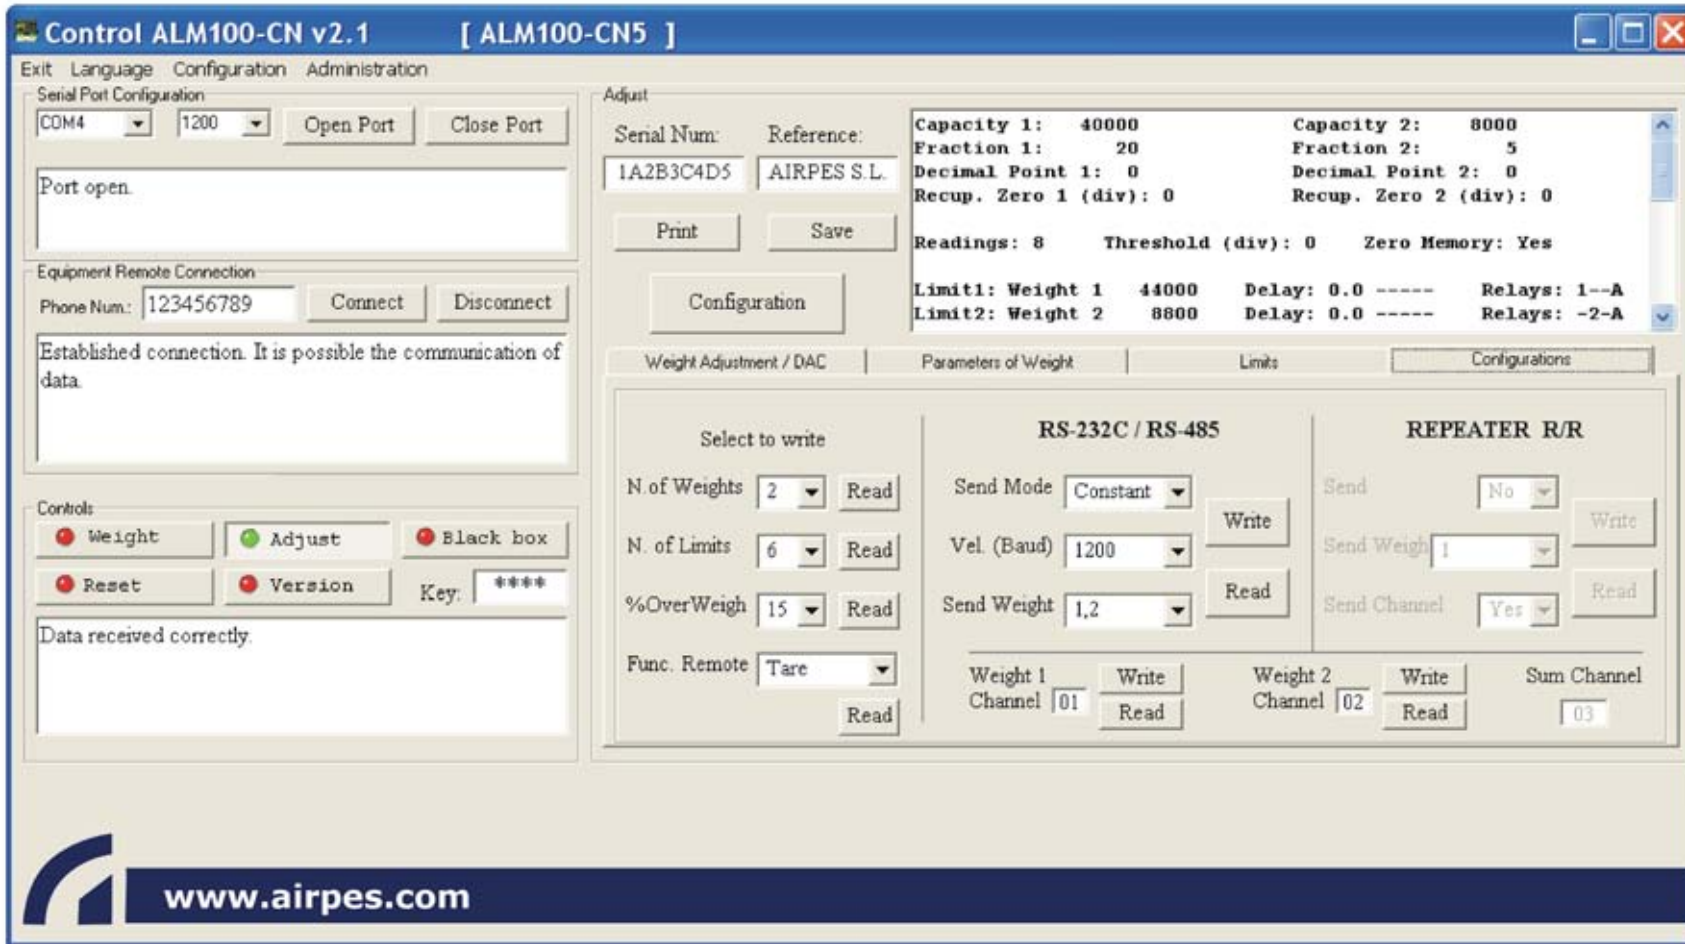 Control ALM100-CN v2.1 [ ALM100-CN5 ]
Exit Language Configuration Administration
Serial Port Configuration
COM4 1200 Open Port Close Port
Port open.
Equipment Remote Connection
Phone Num.: 123456789 Connect Disconnect
Established connection. It is possible the communication of
data.
Controls
Weight Adjust Black box
Reset Version Key: ****
Data received correctly.
Adjust
Serial Num: Reference:
1A2B3C4D5 AIRPES S.L.
Print Save
Configuration
Capacity 1: 40000 Capacity 2: 8000
Fraction 1: 20 Fraction 2: 5
Decimal Point 1: 0 Decimal Point 2: 0
Recup. Zero 1 (div): 0 Recup. Zero 2 (div): 0
Readings: 8 Threshold (div): 0 Zero Memory: Yes
Limit1: Weight 1 44000 Delay: 0.0 ----- Relays: 1--A
Limit2: Weight 2 8800 Delay: 0.0 ----- Relays: -2-A
Weight Adjustment / DAC Parameters of Weight Limits Configurations
Select to write
N.of Weights 2 Read
N. of Limits 6 Read
%OverWeigh 15 Read
Func. Remote Tare
Read
RS-232C / RS-485
Send Mode Constant
Write
Vel. (Baud) 1200
Read
Send Weight 1,2
REPEATER R/R
Send No
Write
Send Weigh 1
Read
Send Channel Yes
Weight 1 Write
Channel 01 Read
Weight 2 Write
Channel 02 Read
Sum Channel
03
www.airpes.com